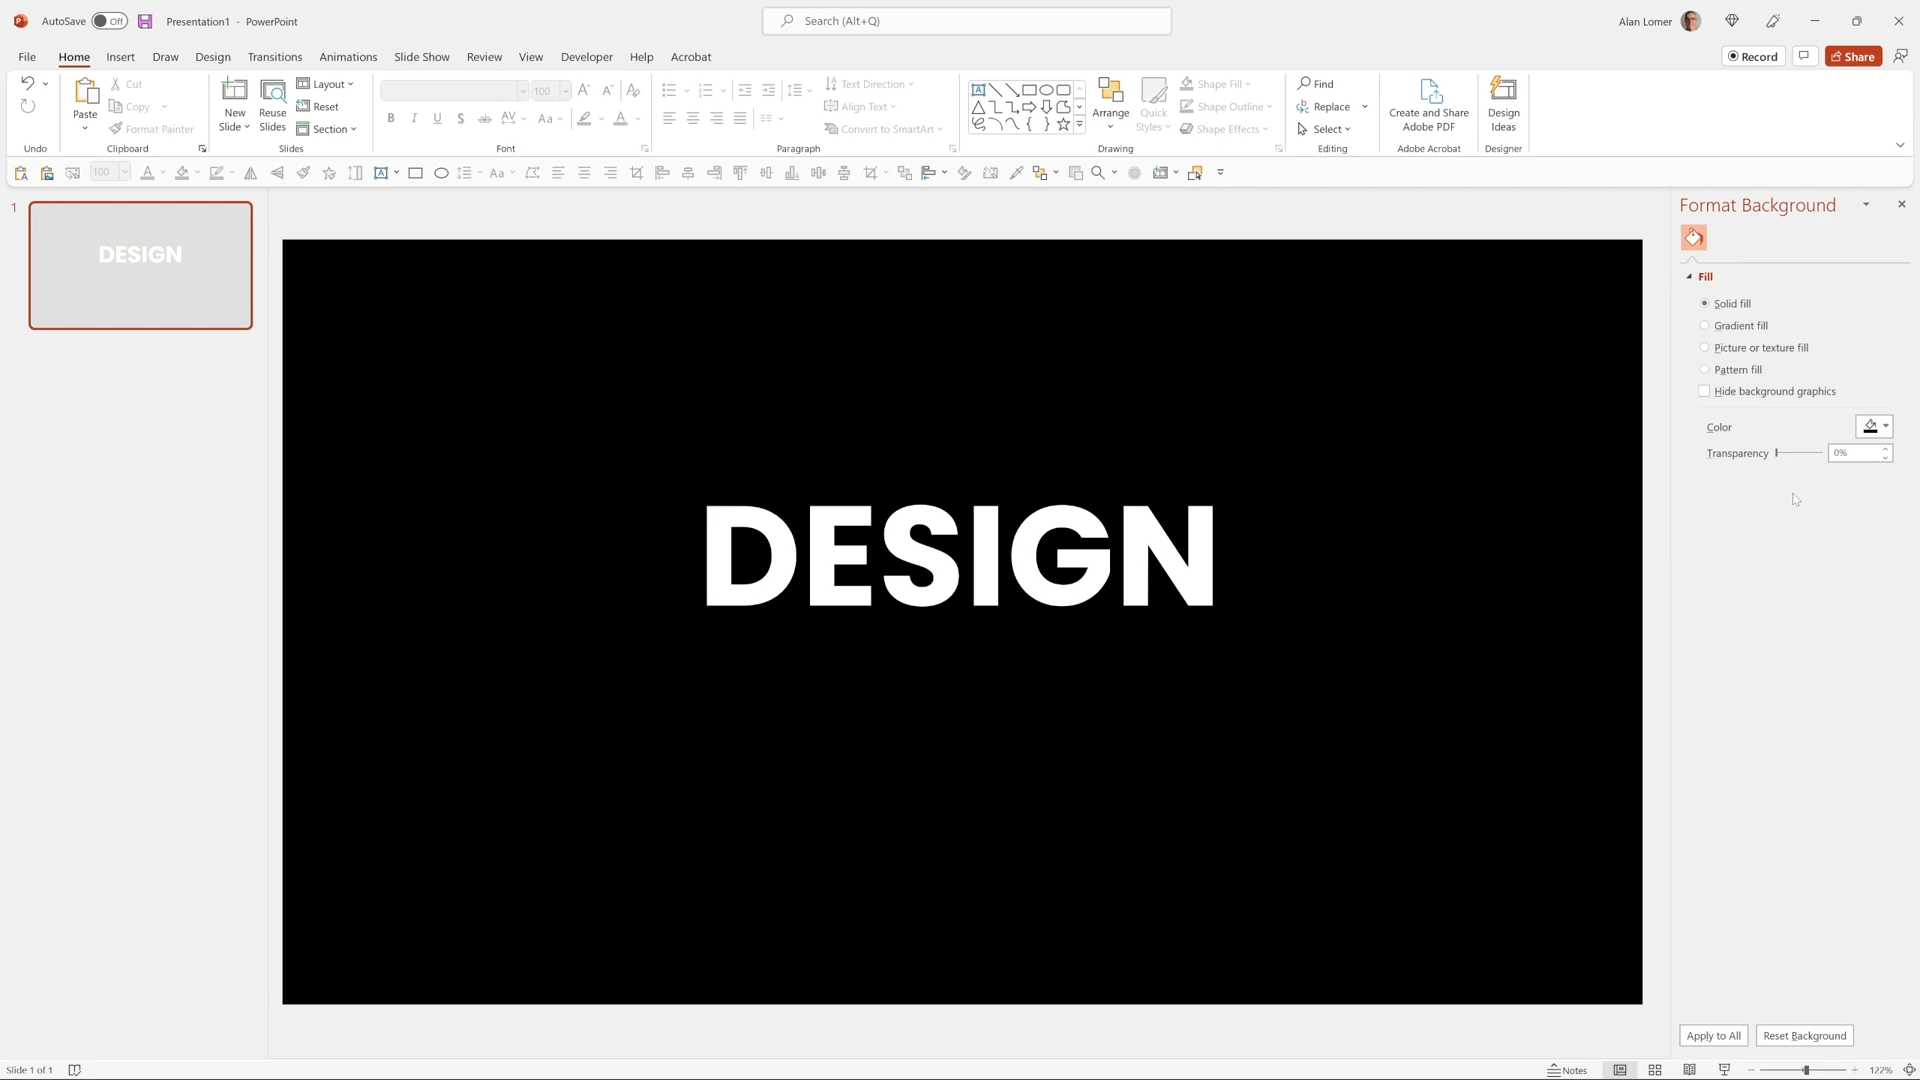 AutoSave Off Presentation1 - PowerPoint Search (Alt+Q) Alan Lomer
File Home Insert Draw Design Transitions Animations Slide Show Review View Developer Help Acrobat Record Share
Paste Cut Copy Format Painter
New Slide Reuse Slides Layout Reset Section
100
Text Direction Align Text Convert to SmartArt
Arrange Quick Styles Shape Fill Shape Outline Shape Effects
Find Replace Select
Create and Share Adobe PDF
Design Ideas
Undo Clipboard Slides Font Paragraph Drawing Editing Adobe Acrobat Designer
100
1
DESIGN
DESIGN
Format Background
Fill
Solid fill
Gradient fill
Picture or texture fill
Pattern fill
Hide background graphics
Color
Transparency 0%
Apply to All Reset Background
Slide 1 of 1 Notes 122%